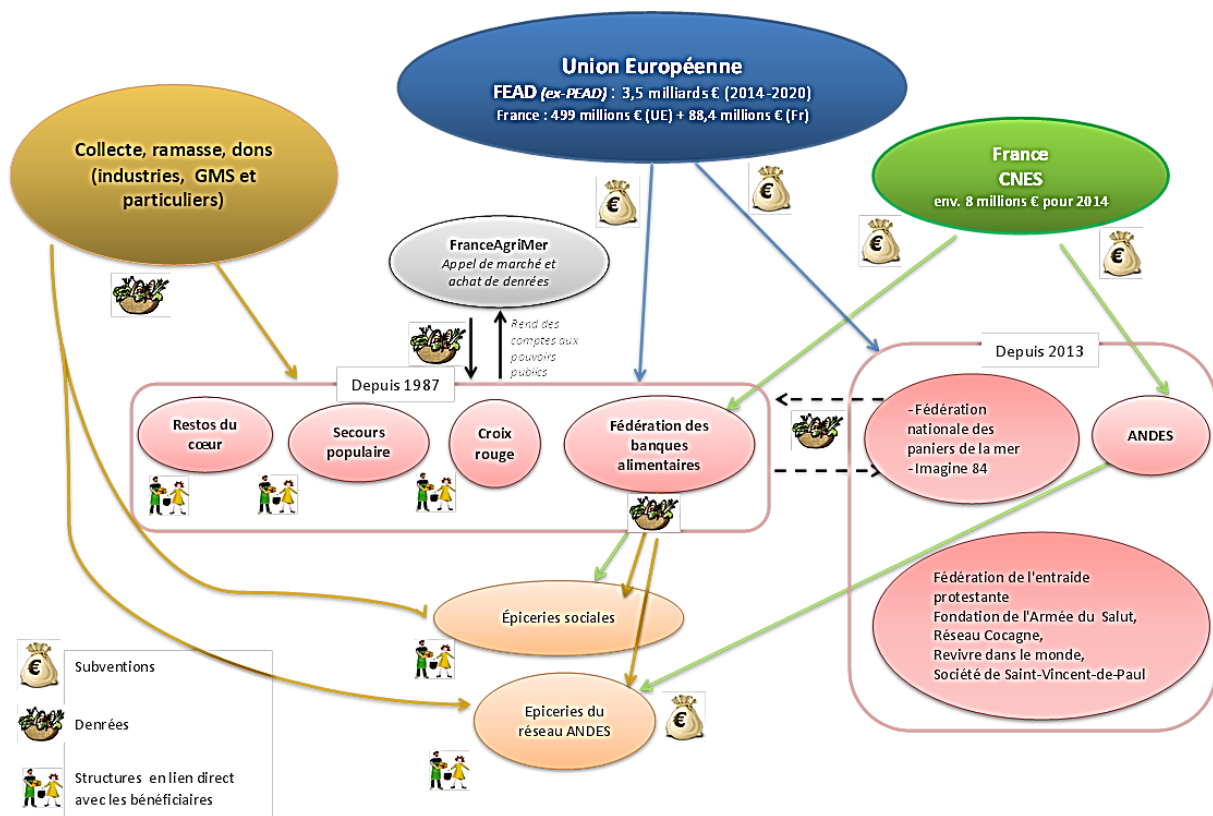 Union Européenne
FEAD (ex-PEAD) : 3,5 milliards € (2014-2020)
France : 499 millions € (UE) + 88,4 millions € (Fr)
Collecte, ramasse, dons
(industries, GMS et
particuliers)
France
CNES
env. 8 millions € pour 2014
FranceAgriMer
Appel de marché et
achat de denrées
Rend des
comptes aux
pouvoirs
publics
Depuis 1987
Depuis 2013
Restos du
cœur
Secours
populaire
Croix
rouge
Fédération des
banques
alimentaires
-Fédération
nationale des
paniers de la mer
-Imagine 84
ANDES
Fédération de l'entraide
protestante
Fondation de l'Armée du Salut,
Réseau Cocagne,
Revivre dans le monde,
Société de Saint-Vincent-de-Paul
Épiceries sociales
Epiceries du
réseau ANDES
€
€
€
€
€
€
Subventions
Denrées
Structures en lien direct
avec les bénéficiaires